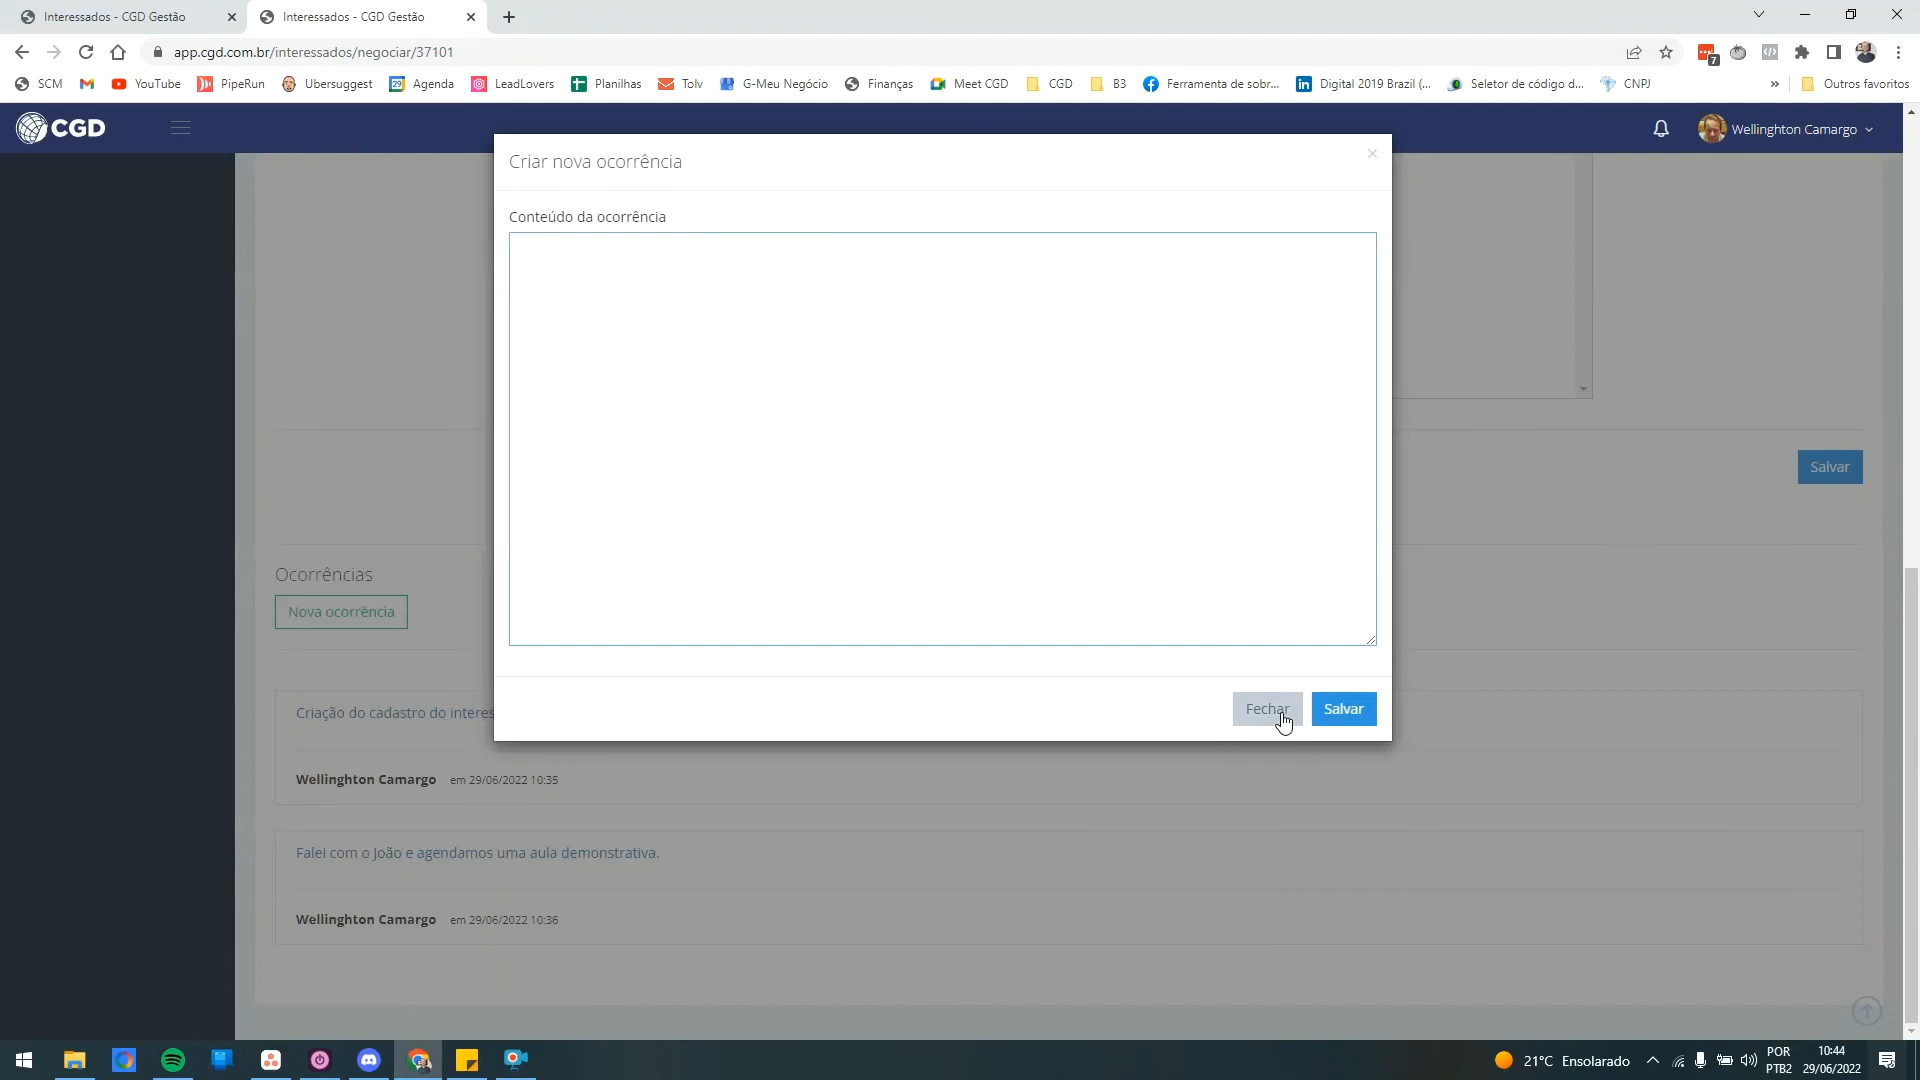 Interessados - CGD Gestão
Interessados - CGD Gestão
app.cgd.com.br/interessados/negociar/37101
7
SCM
YouTube
PipeRun
Ubersuggest
29
Agenda
LeadLovers
Planilhas
Tolv
G-Meu Negócio
Finanças
Meet CGD
CGD
B3
Ferramenta de sobr...
Digital 2019 Brazil (...
Seletor de código d...
CNPJ
»
Outros favoritos
CGD
Wellinghton Camargo
Criar nova ocorrência
×
Conteúdo da ocorrência
Salvar
Ocorrências
Nova ocorrência
Fechar
Salvar
Criação do cadastro do interes
Wellinghton Camargo em 29/06/2022 10:35
Falei com o João e agendamos uma aula demonstrativa.
Wellinghton Camargo em 29/06/2022 10:36
21°C Ensolarado
POR
PTB2
10:44
29/06/2022